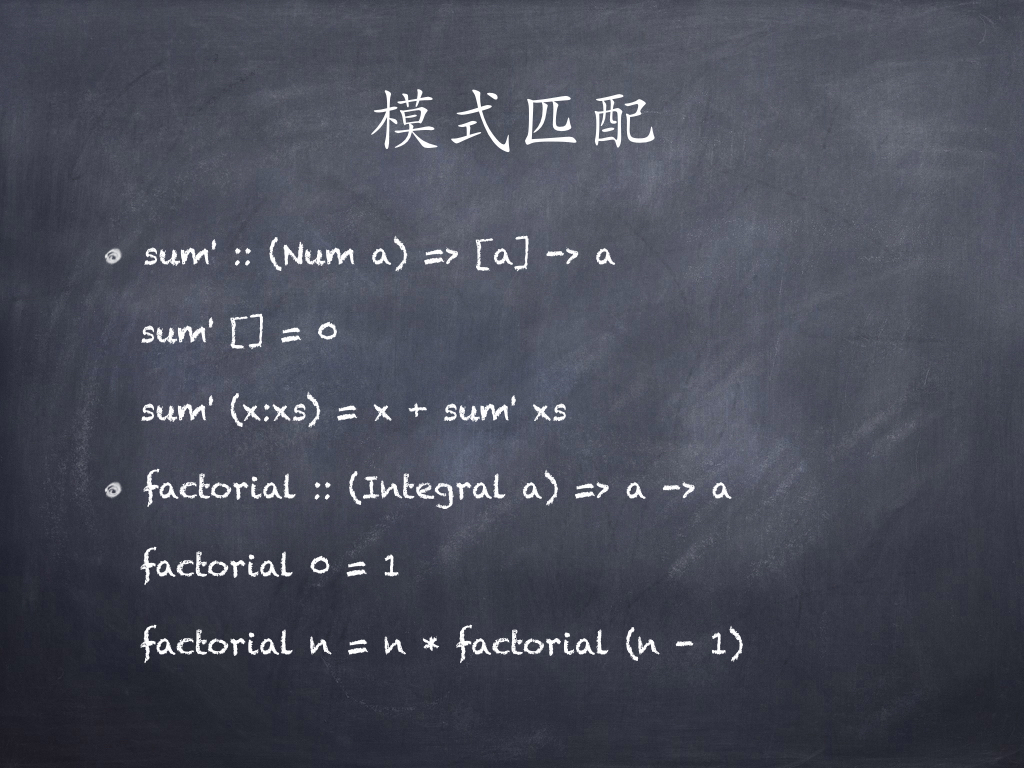 模式匹配
sum' :: (Num a) => [a] -> a
sum' [] = 0
sum' (x:xs) = x + sum' xs
factorial :: (Integral a) => a -> a
factorial 0 = 1
factorial n = n * factorial (n - 1)